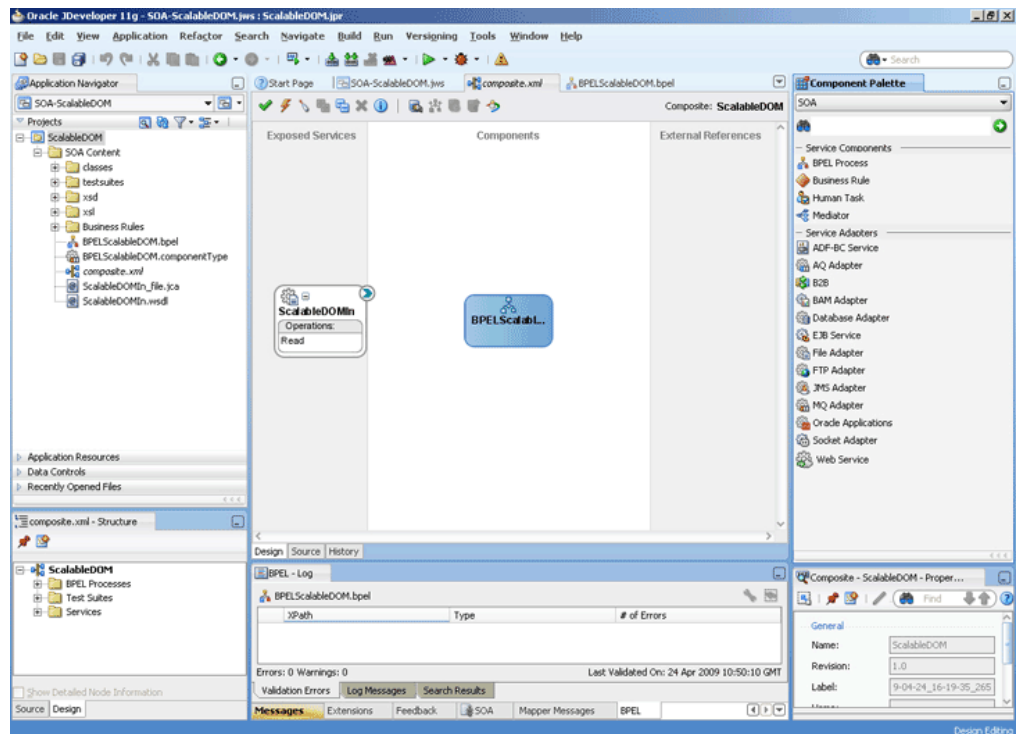 Oracle JDeveloper 11g - SOA-ScalableDOM.jws : ScalableDOM.jpr
File Edit View Application Refactor Search Navigate Build Run Versioning Tools Window Help
Search
Application Navigator
SOA-ScalableDOM
Projects
ScalableDOM
SOA Content
classes
testsuites
xsd
xsl
Business Rules
BPELScalableDOM.bpel
BPELScalableDOM.componentType
composite.xml
ScalableDOMIn_file.jca
ScalableDOMIn.wsdl
Application Resources
Data Controls
Recently Opened Files
composite.xml - Structure
ScalableDOM
BPEL Processes
Test Suites
Services
Show Detailed Node Information
Source Design
Start Page SOA-ScalableDOM.jws composite.xml BPELScalableDOM.bpel
Composite: ScalableDOM
Exposed Services Components External References
ScalableDOMIn
Operations:
Read
BPELScalabl...
Design Source History
BPEL - Log
BPELScalableDOM.bpel
XPath Type # of Errors
Errors: 0 Warnings: 0 Last Validated On: 24 Apr 2009 10:50:10 GMT
Validation Errors Log Messages Search Results
Messages Extensions Feedback SOA Mapper Messages BPEL
Component Palette
SOA
Service Components
BPEL Process
Business Rule
Human Task
Mediator
Service Adapters
ADF-BC Service
AQ Adapter
B2B
BAM Adapter
Database Adapter
EJB Service
File Adapter
FTP Adapter
JMS Adapter
MQ Adapter
Oracle Applications
Socket Adapter
Web Service
Composite - ScalableDOM - Proper...
Find
General
Name: ScalableDOM
Revision: 1.0
Label: 9-04-24_16-19-35_265
Design Editing